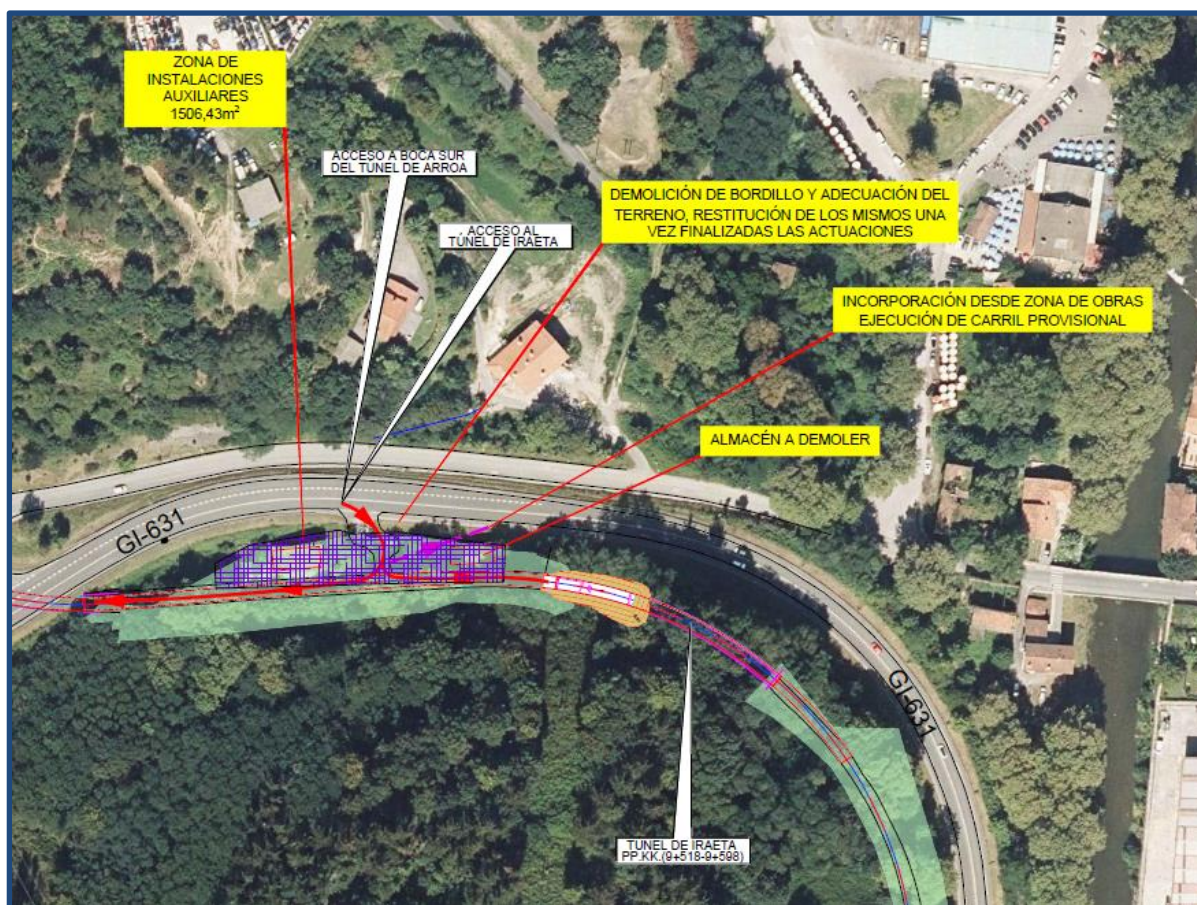 ZONA DE
INSTALACIONES
AUXILIARES
1506,43m²
ACCESO A BOCA SUR
DEL TÚNEL DE ARROA
ACCESO AL
TÚNEL DE IRAETA
DEMOLICIÓN DE BORDILLO Y ADECUACIÓN DEL
TERRENO, RESTITUCIÓN DE LOS MISMOS UNA
VEZ FINALIZADAS LAS ACTUACIONES
INCORPORACIÓN DESDE ZONA DE OBRAS
EJECUCIÓN DE CARRIL PROVISIONAL
ALMACÉN A DEMOLER
GI-631
GI-631
TUNEL DE IRAETA
PP.KK.(9+518-9+598)